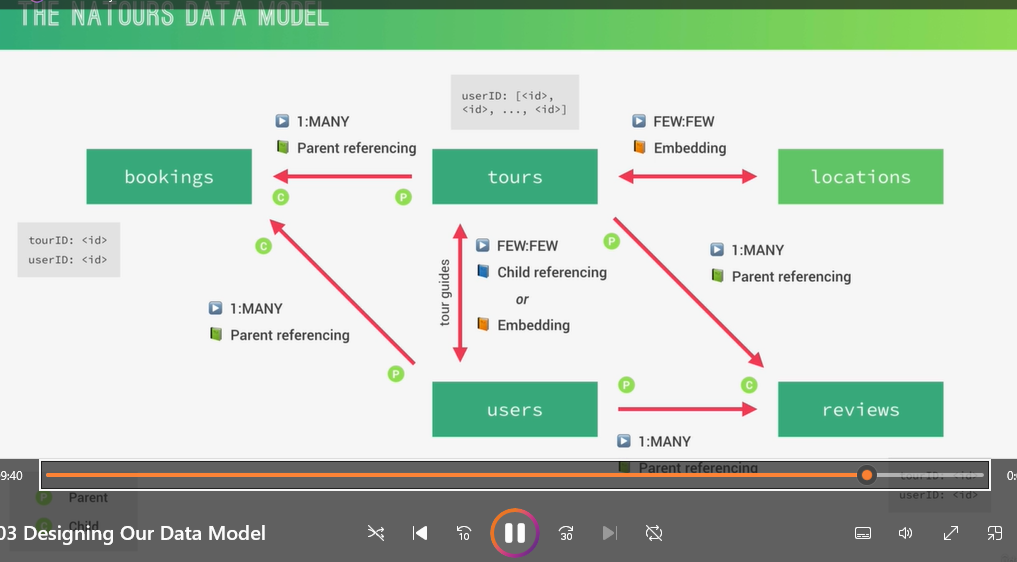 THE NATOURS DATA MODEL
userID: [<id>,
<id>, ..., <id>]
1:MANY
Parent referencing
FEW:FEW
Embedding
bookings
tours
locations
C
P
tourID: <id>
userID: <id>
C
tour guides
FEW:FEW
Child referencing
or
Embedding
P
1:MANY
Parent referencing
1:MANY
Parent referencing
P
users
P
C
reviews
1:MANY
Parent referencing
9:40
0:
tourID: <id>
userID: <id>
P Parent
C Child
03 Designing Our Data Model
10
30